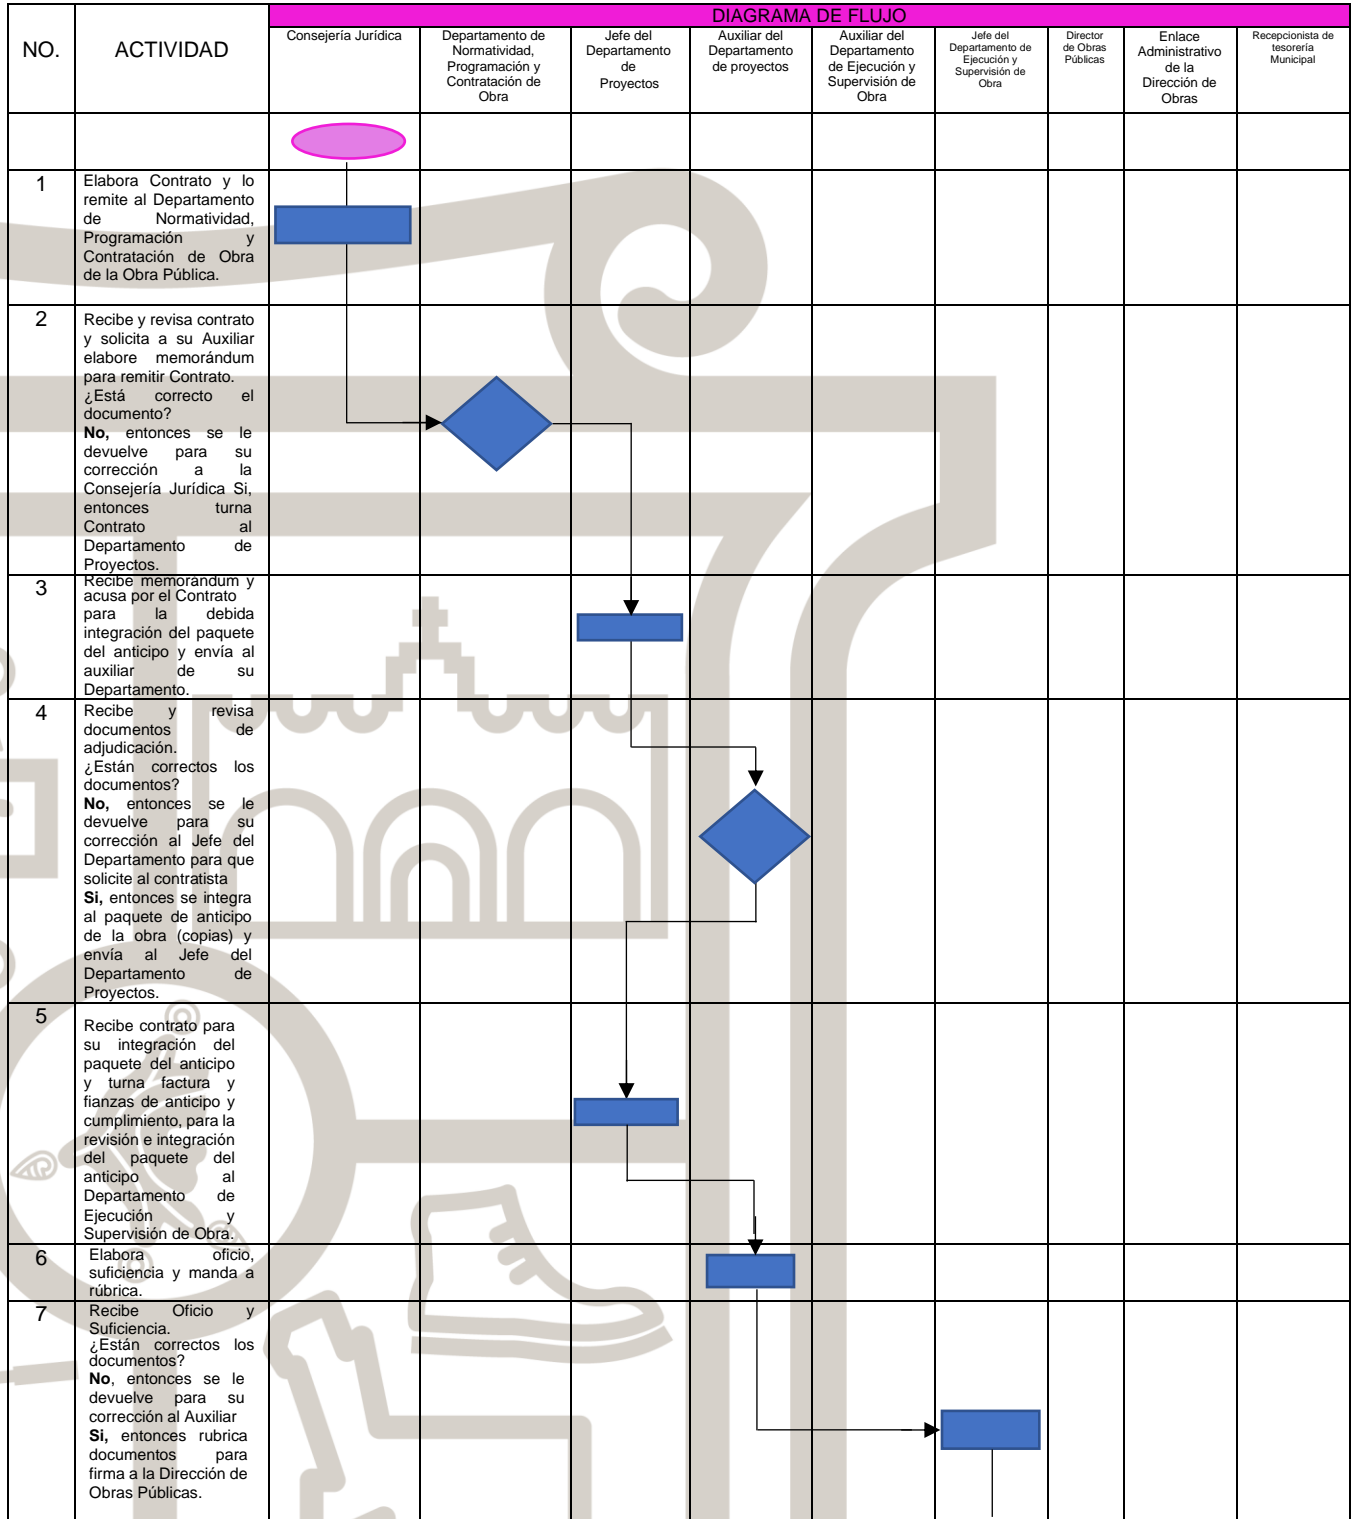 DIAGRAMA DE FLUJO
NO.
ACTIVIDAD
Consejería Jurídica
Departamento de
Normatividad,
Programación y
Contratación de
Obra
Jefe del
Departamento
de
Proyectos
Auxiliar del
Departamento
de proyectos
Auxiliar del
Departamento
de Ejecución y
Supervisión de
Obra
Jefe del
Departamento de
Ejecución y
Supervisión de
Obra
Director
de Obras
Públicas
Enlace
Administrativo
de la
Dirección de
Obras
Recepcionista de
tesorería
Municipal
1
Elabora Contrato y lo
remite al Departamento
de Normatividad,
Programación y
Contratación de Obra
de la Obra Pública.
2
Recibe y revisa contrato
y solicita a su Auxiliar
elabore memorándum
para remitir Contrato.
¿Está correcto el
documento?
No, entonces se le
devuelve para su
corrección a la
Consejería Jurídica Si,
entonces turna
Contrato al
Departamento de
Proyectos.
3
Recibe memorándum y
acusa por el Contrato
para la debida
integración del paquete
del anticipo y envía al
auxiliar de su
Departamento.
4
Recibe y revisa
documentos de
adjudicación.
¿Están correctos los
documentos?
No, entonces se le
devuelve para su
corrección al Jefe del
Departamento para que
solicite al contratista
Si, entonces se integra
al paquete de anticipo
de la obra (copias) y
envía al Jefe del
Departamento de
Proyectos.
5
Recibe contrato para
su integración del
paquete del anticipo
y turna factura y
fianzas de anticipo y
cumplimiento, para la
revisión e integración
del paquete del
anticipo al
Departamento de
Ejecución y
Supervisión de Obra.
6
Elabora oficio,
suficiencia y manda a
rúbrica.
7
Recibe Oficio y
Suficiencia.
¿Están correctos los
documentos?
No, entonces se le
devuelve para su
corrección al Auxiliar
Si, entonces rubrica
documentos para
firma a la Dirección de
Obras Públicas.